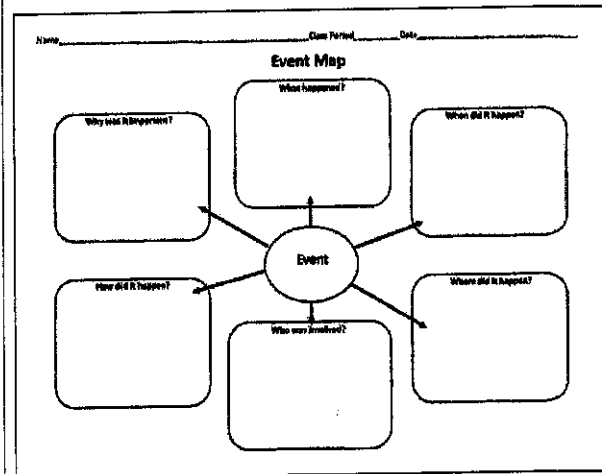 Name Class Period Date
Event Map
What happened?
Why was it important?
When did it happen?
Event
How did it happen?
Where did it happen?
Who was involved?